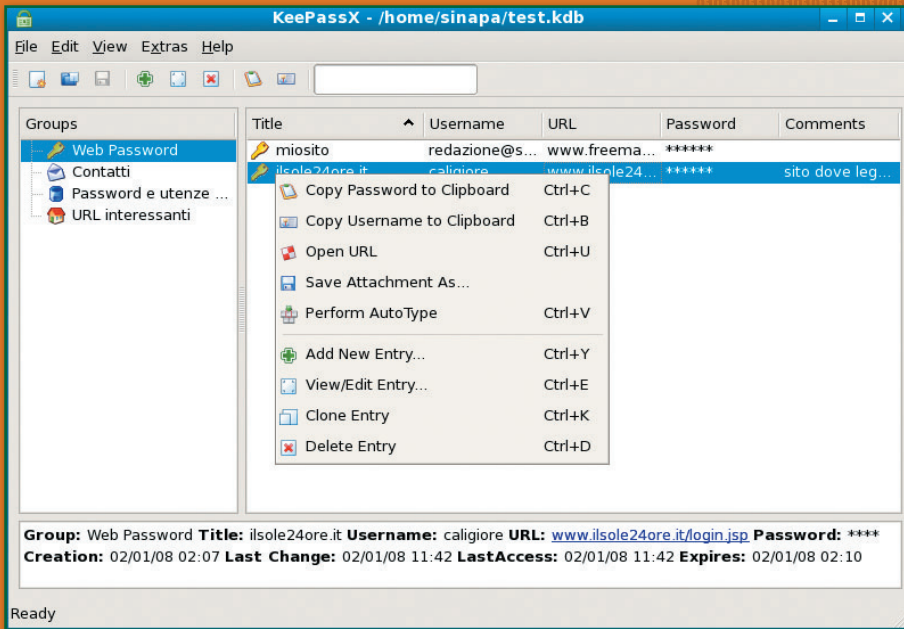 KeePassX - /home/sinapa/test.kdb
File Edit View Extras Help
Groups
Web Password
Contatti
Password e utenze ...
URL interessanti
Title Username URL Password Comments
miosito redazione@s... www.freema... ******
ilsole24ore.it caligiore www.ilsole24... ****** sito dove leg...
Copy Password to Clipboard Ctrl+C
Copy Username to Clipboard Ctrl+B
Open URL Ctrl+U
Save Attachment As...
Perform AutoType Ctrl+V
Add New Entry... Ctrl+Y
View/Edit Entry... Ctrl+E
Clone Entry Ctrl+K
Delete Entry Ctrl+D
Group: Web Password Title: ilsole24ore.it Username: caligiore URL: www.ilsole24ore.it/login.jsp Password: ****
Creation: 02/01/08 02:07 Last Change: 02/01/08 11:42 LastAccess: 02/01/08 11:42 Expires: 02/01/08 02:10
Ready